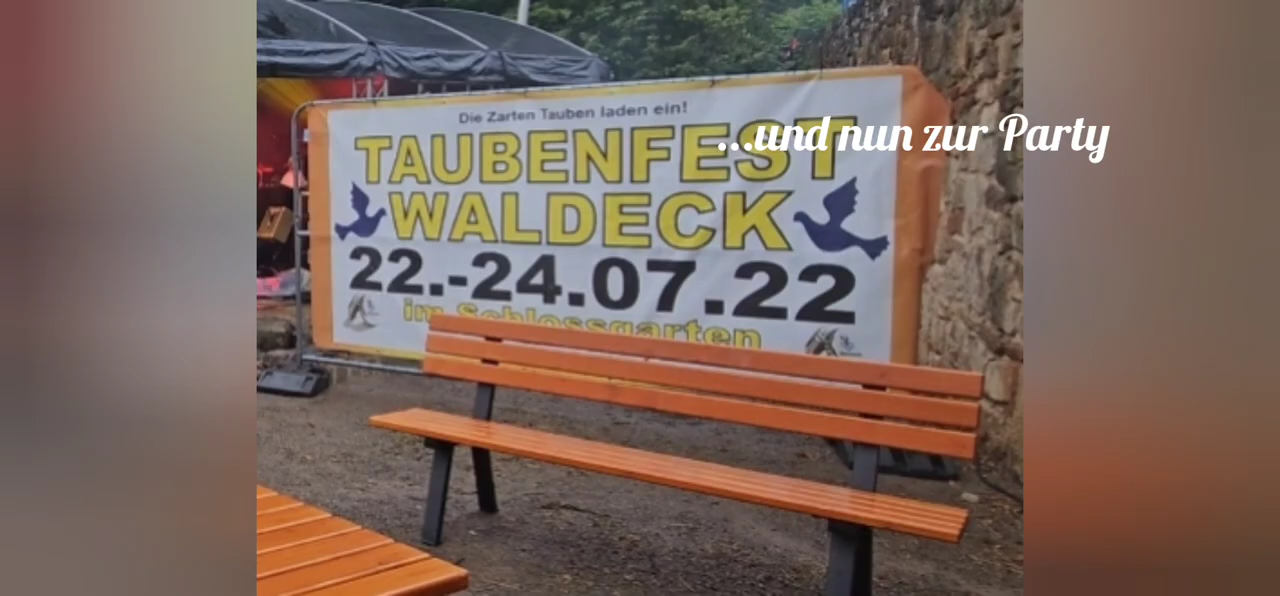 Die Zarten Tauben laden ein!
TAUBENFEST
...und nun zur Party
WALDECK
22.-24.07.22
im Schlossgarten